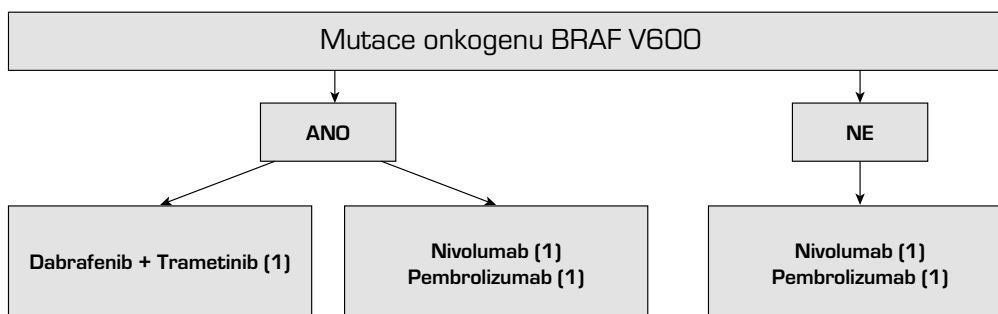 Mutace onkogenu BRAF V600
ANO
NE
Dabrafenib + Trametinib (1)
Nivolumab (1)
Pembrolizumab (1)
Nivolumab (1)
Pembrolizumab (1)